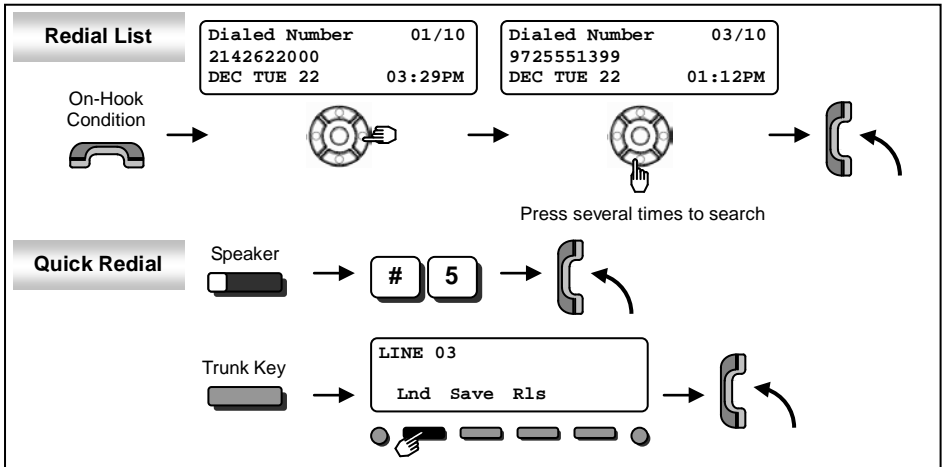 Redial List
Dialed Number 01/10
2142622000
DEC TUE 22 03:29PM
Dialed Number 03/10
9725551399
DEC TUE 22 01:12PM
On-Hook
Condition
Press several times to search
Quick Redial
Speaker
# 5
Trunk Key
LINE 03
Lnd Save Rls